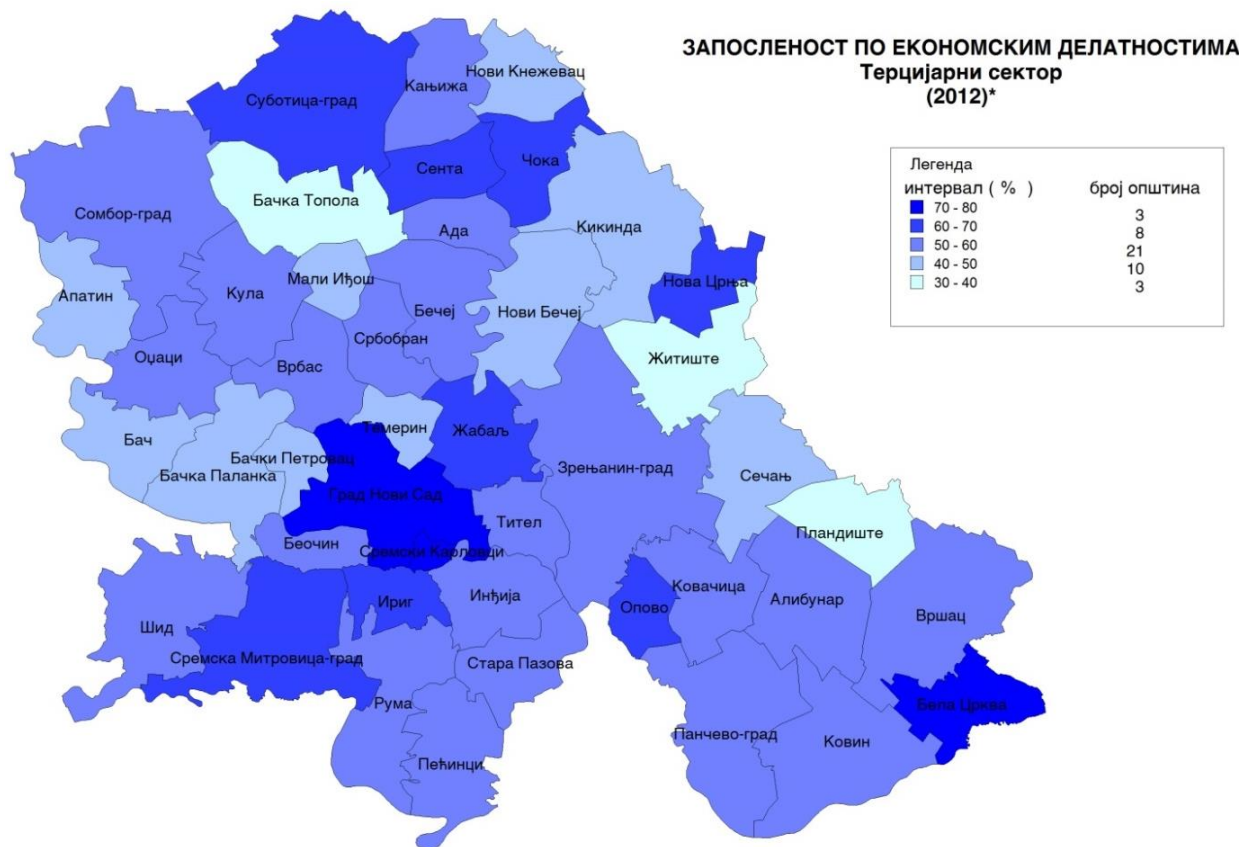 ЗАПОСЛЕНОСТ ПО ЕКОНОМСКИМ ДЕЛАТНОСТИМА
Терцијарни сектор
(2012)*
Легенда
интервал ( % ) број општина
70 - 80 3
60 - 70 8
50 - 60 21
40 - 50 10
30 - 40 3
Нови Кнежевац
Кањижа
Суботица-град
Чока
Сента
Бачка Топола
Сомбор-град
Ада
Кикинда
Мали Иђош
Нова Црња
Кула
Апатин
Бечеј
Нови Бечеј
Србобран
Оџаци
Врбас
Житиште
Темерин
Жабаљ
Бач
Бачки Петровац
Бачка Паланка
Зрењанин-град
Сечањ
Град Нови Сад
Тител
Пландиште
Беочин
Сремски Карловци
Ковачица
Ириг
Инђија
Опово
Алибунар
Вршац
Шид
Сремска Митровица-град
Стара Пазова
Рума
Бела Црква
Панчево-град
Ковин
Пећинци